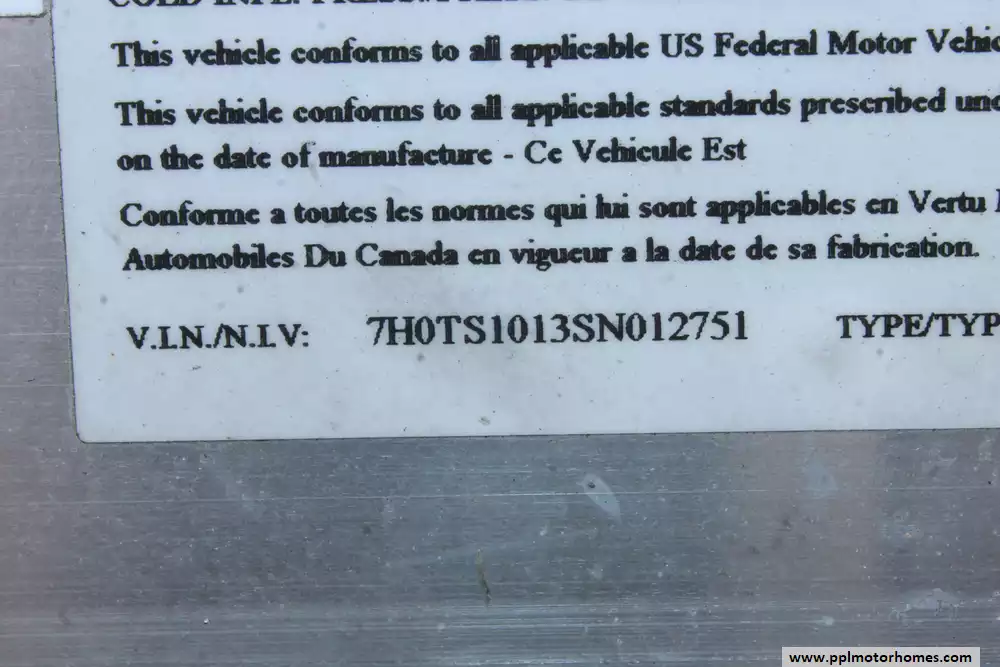 This vehicle conforms to all applicable US Federal Motor
This vehicle conforms to all applicable standards prescribed
on the date of manufacture - Ce Vehicule Est
Conforme a toutes les normes qui lui sont applicables en Vertu
Automobiles Du Canada en vigueur a la date de sa fabrication.
V.I.N./N.I.V: 7H0TS1013SN012751 TYPE/TYP
www.pplmotorhomes.com